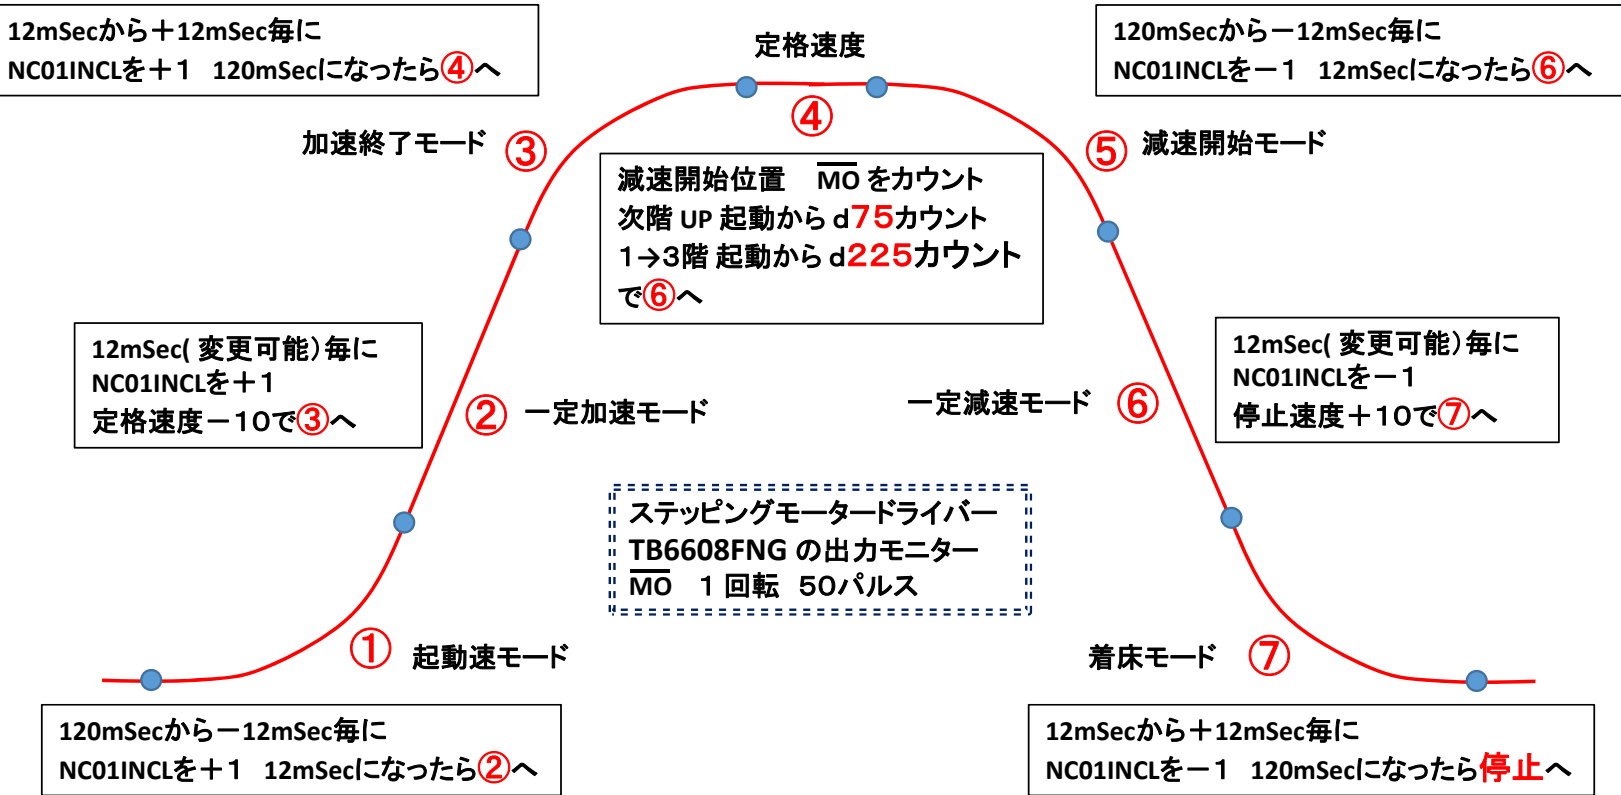 12mSecから＋12mSec毎に
NC01INCLを＋1　120mSecになったら④へ
定格速度
120mSecから－12mSec毎に
NC01INCLを－1　12mSecになったら⑥へ
加速終了モード　③
④
⑤　減速開始モード
減速開始位置　MO をカウント
次階 UP 起動から d75カウント
1→3階 起動から d225カウント
で⑥へ
12mSec( 変更可能）毎に
NC01INCLを＋1
定格速度－10で③へ
②　一定加速モード
一定減速モード　⑥
12mSec( 変更可能）毎に
NC01INCLを－1
停止速度＋10で⑦へ
ステッピングモータードライバー
TB6608FNG の出力モニター
MO　1 回転　50パルス
①　起動速モード
着床モード　⑦
120mSecから－12mSec毎に
NC01INCLを＋1　12mSecになったら②へ
12mSecから＋12mSec毎に
NC01INCLを－1　120mSecになったら停止へ